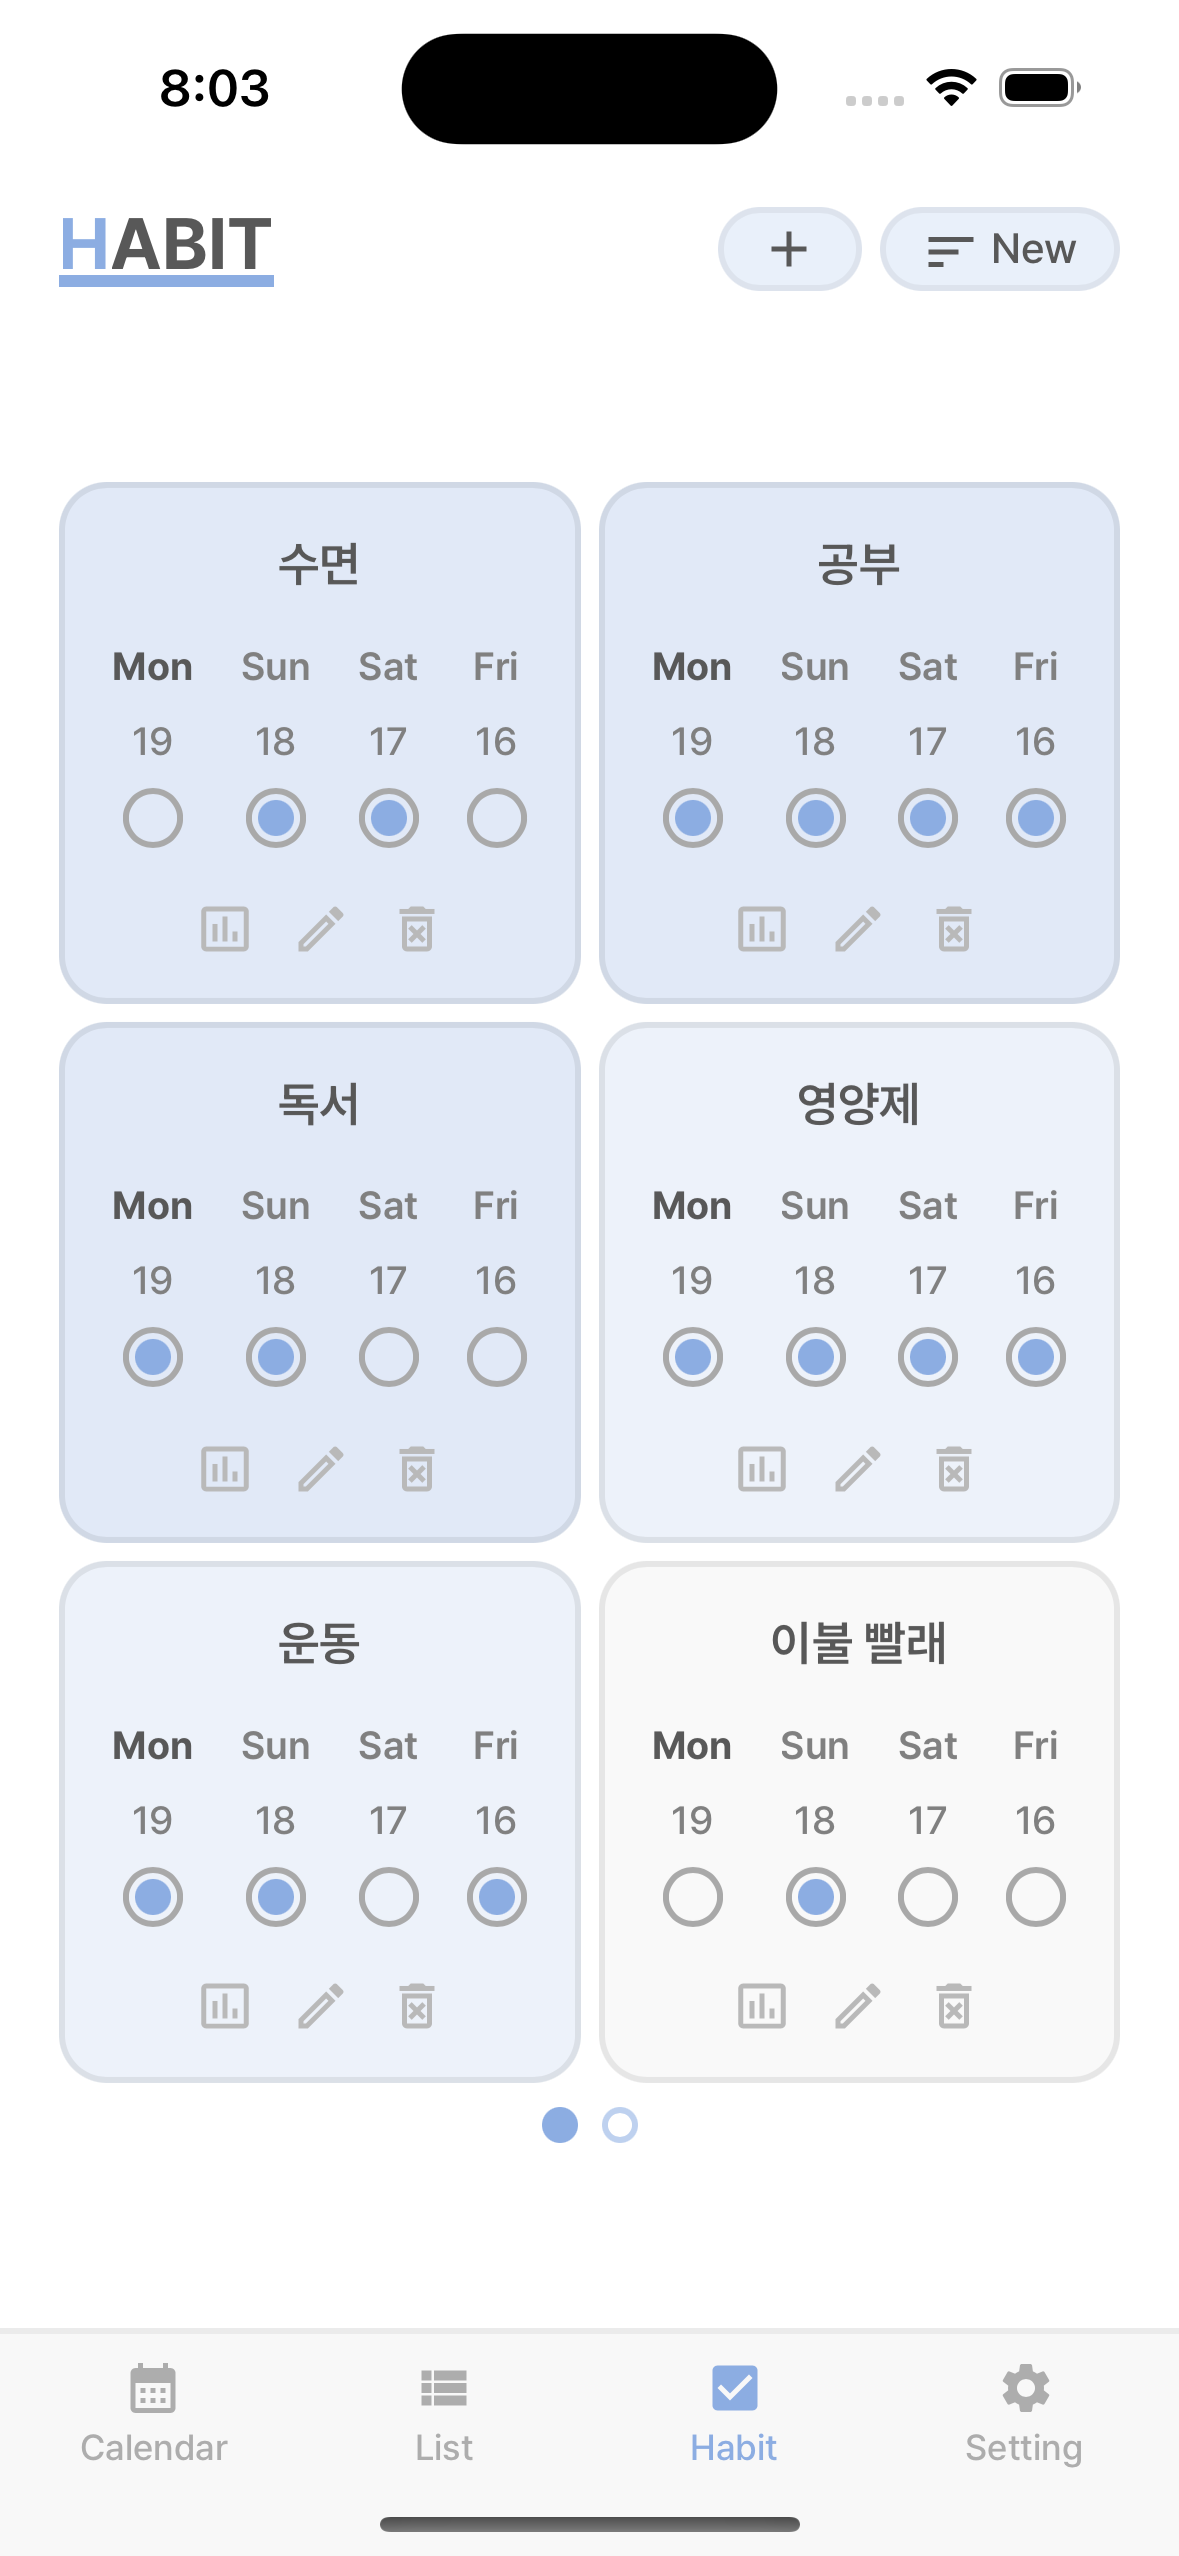 8:03
HABIT
New
수면
Mon Sun Sat Fri
19 18 17 16
공부
Mon Sun Sat Fri
19 18 17 16
독서
Mon Sun Sat Fri
19 18 17 16
영양제
Mon Sun Sat Fri
19 18 17 16
운동
Mon Sun Sat Fri
19 18 17 16
이불 빨래
Mon Sun Sat Fri
19 18 17 16
Calendar List Habit Setting